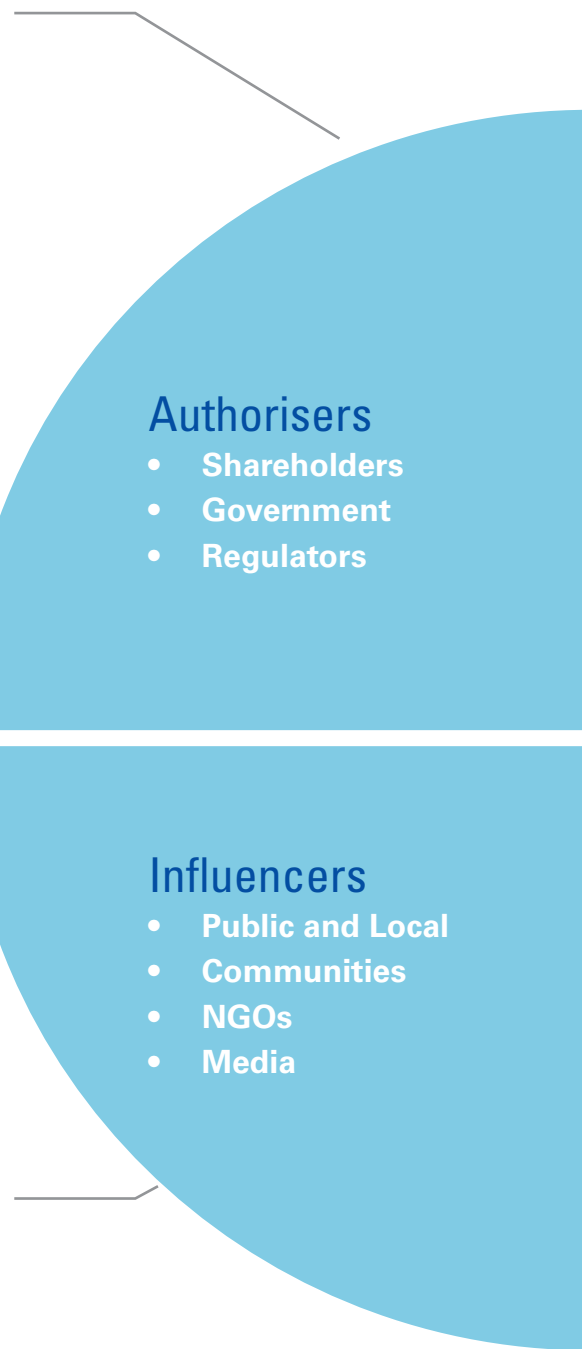 Authorisers
• Shareholders
• Government
• Regulators
Influencers
• Public and Local
• Communities
• NGOs
• Media